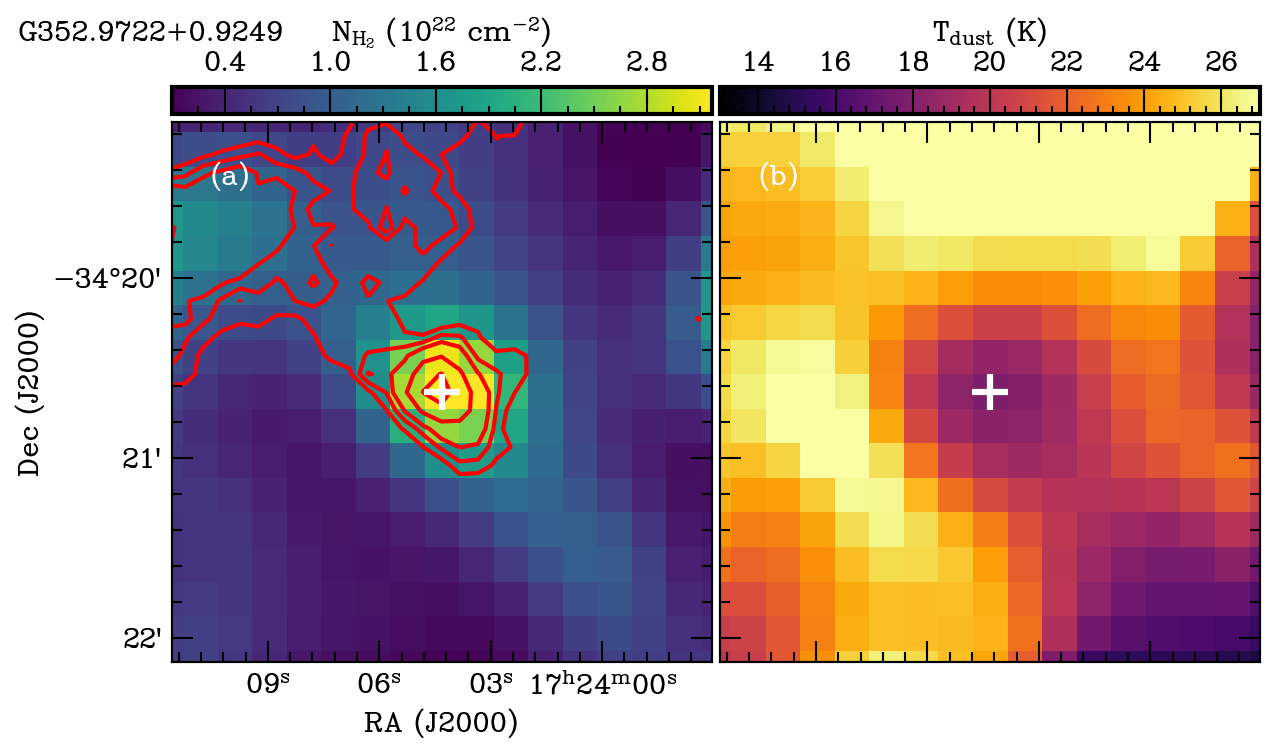 G352.9722+0.9249 N_H₂ (10²² cm⁻²) T_dust (K)
0.4 1.0 1.6 2.2 2.8 14 16 18 20 22 24 26
(a) (b)
−34°20'
21'
22'
Dec (J2000)
09ˢ 06ˢ 03ˢ 17ʰ24ᵐ00ˢ
RA (J2000)